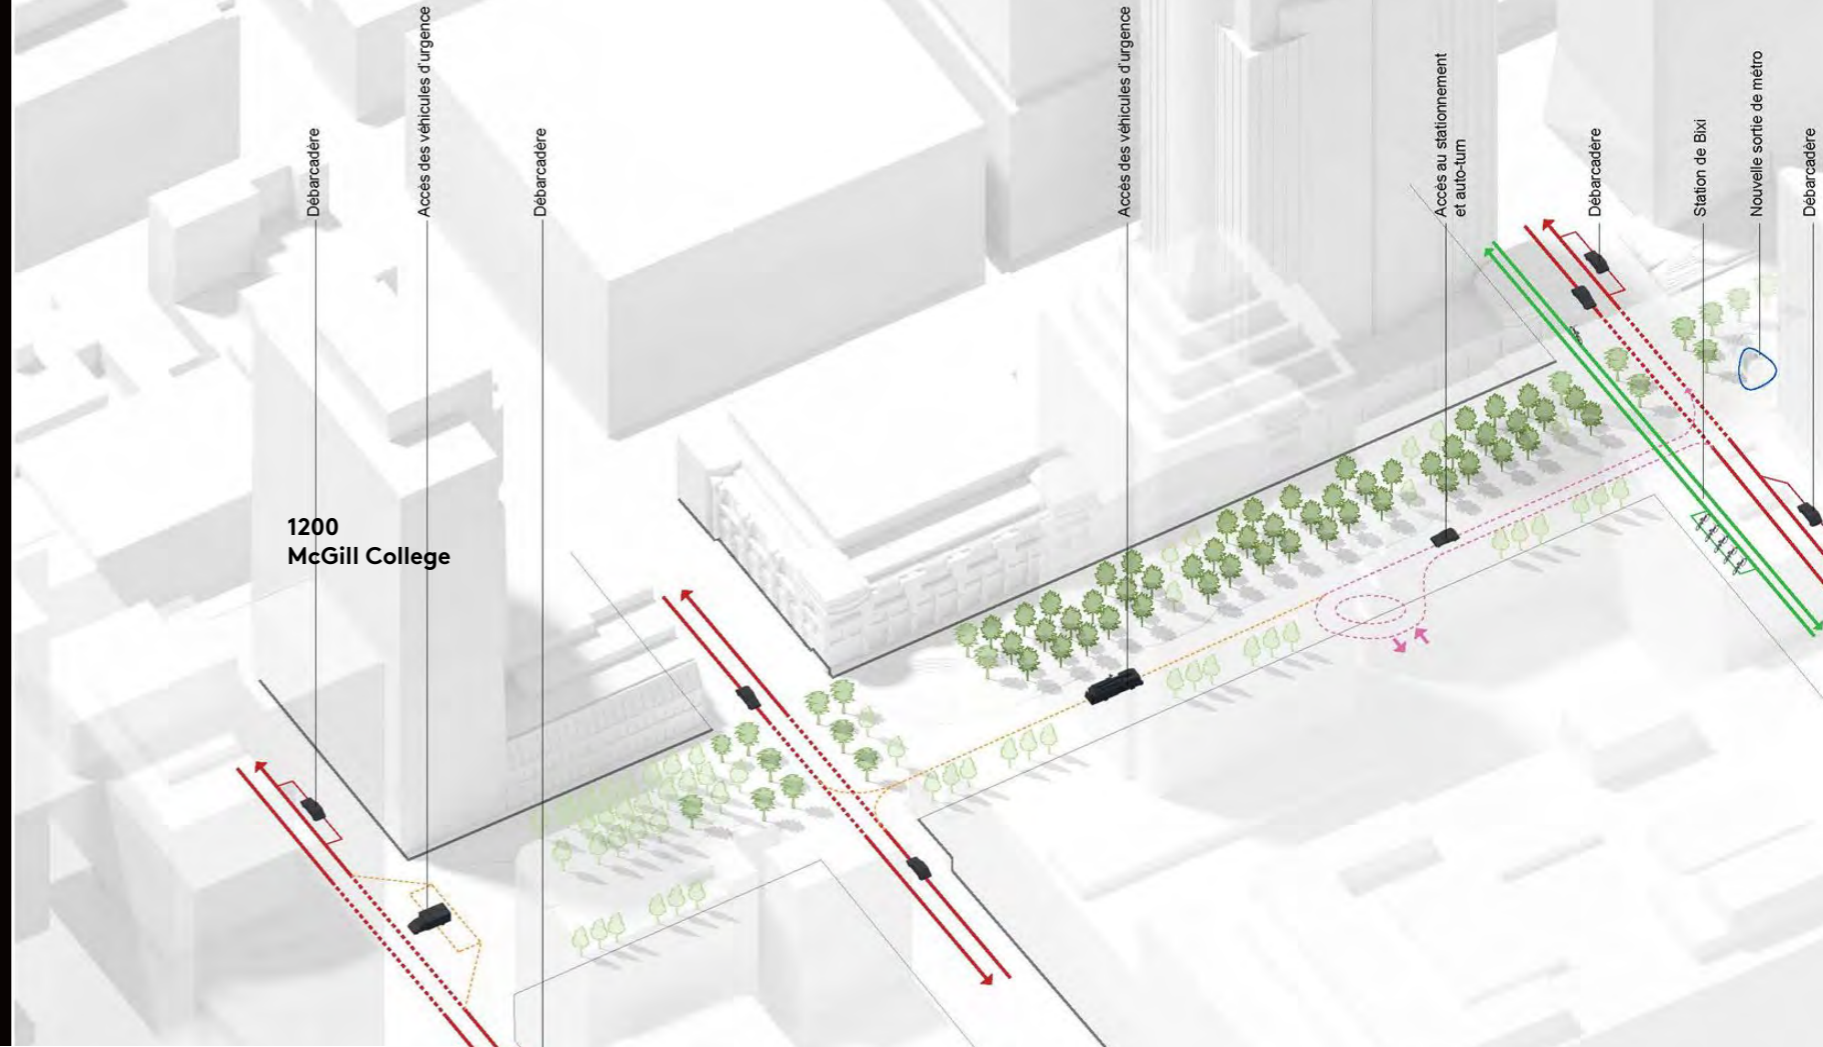 Débarcadère
Accès des véhicules d'urgence
Débarcadère
Accès des véhicules d'urgence
Accès au stationnement
et auto-turn
Débarcadère
Station de Bixi
Nouvelle sortie de métro
Débarcadère
1200
McGill College